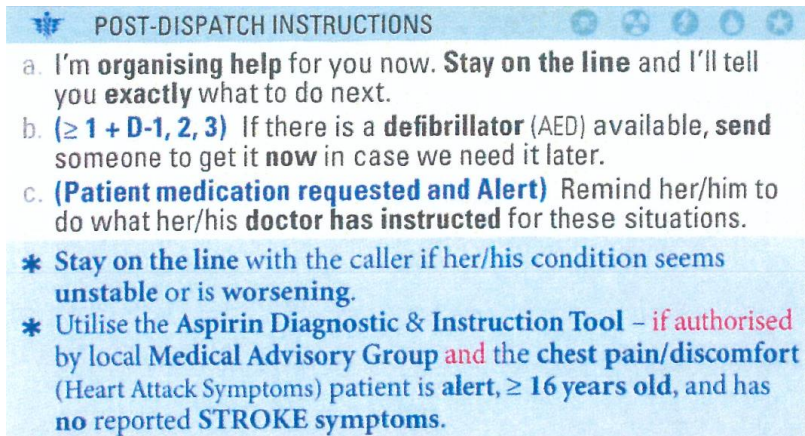 POST-DISPATCH INSTRUCTIONS
a. I'm organising help for you now. Stay on the line and I'll tell
you exactly what to do next.
b. (≥ 1 + D-1, 2, 3) If there is a defibrillator (AED) available, send
someone to get it now in case we need it later.
c. (Patient medication requested and Alert) Remind her/him to
do what her/his doctor has instructed for these situations.
* Stay on the line with the caller if her/his condition seems
unstable or is worsening.
* Utilise the Aspirin Diagnostic & Instruction Tool – if authorised
by local Medical Advisory Group and the chest pain/discomfort
(Heart Attack Symptoms) patient is alert, ≥ 16 years old, and has
no reported STROKE symptoms.